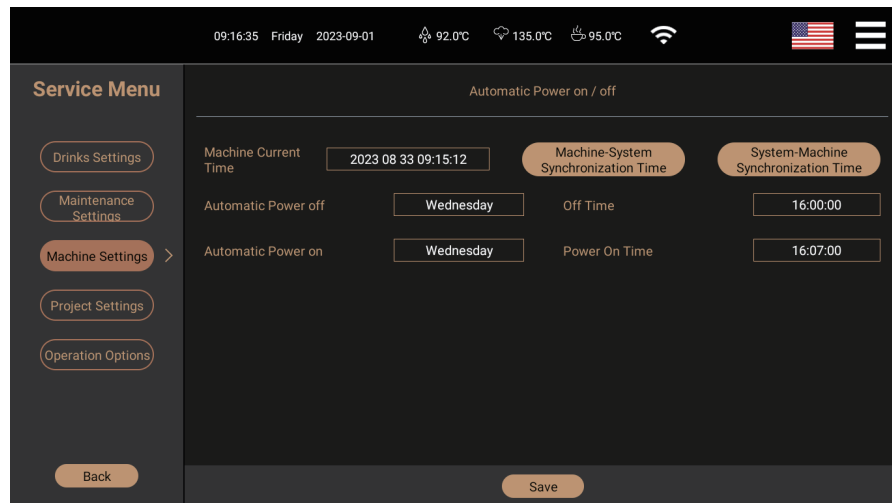 09:16:35 Friday 2023-09-01 92.0℃ 135.0℃ 95.0℃
Service Menu
Automatic Power on / off
Drinks Settings
Maintenance
Settings
Machine Settings >
Project Settings
Operation Options
Back
Machine Current
Time
2023 08 33 09:15:12
Machine-System
Synchronization Time
System-Machine
Synchronization Time
Automatic Power off
Wednesday
Off Time
16:00:00
Automatic Power on
Wednesday
Power On Time
16:07:00
Save